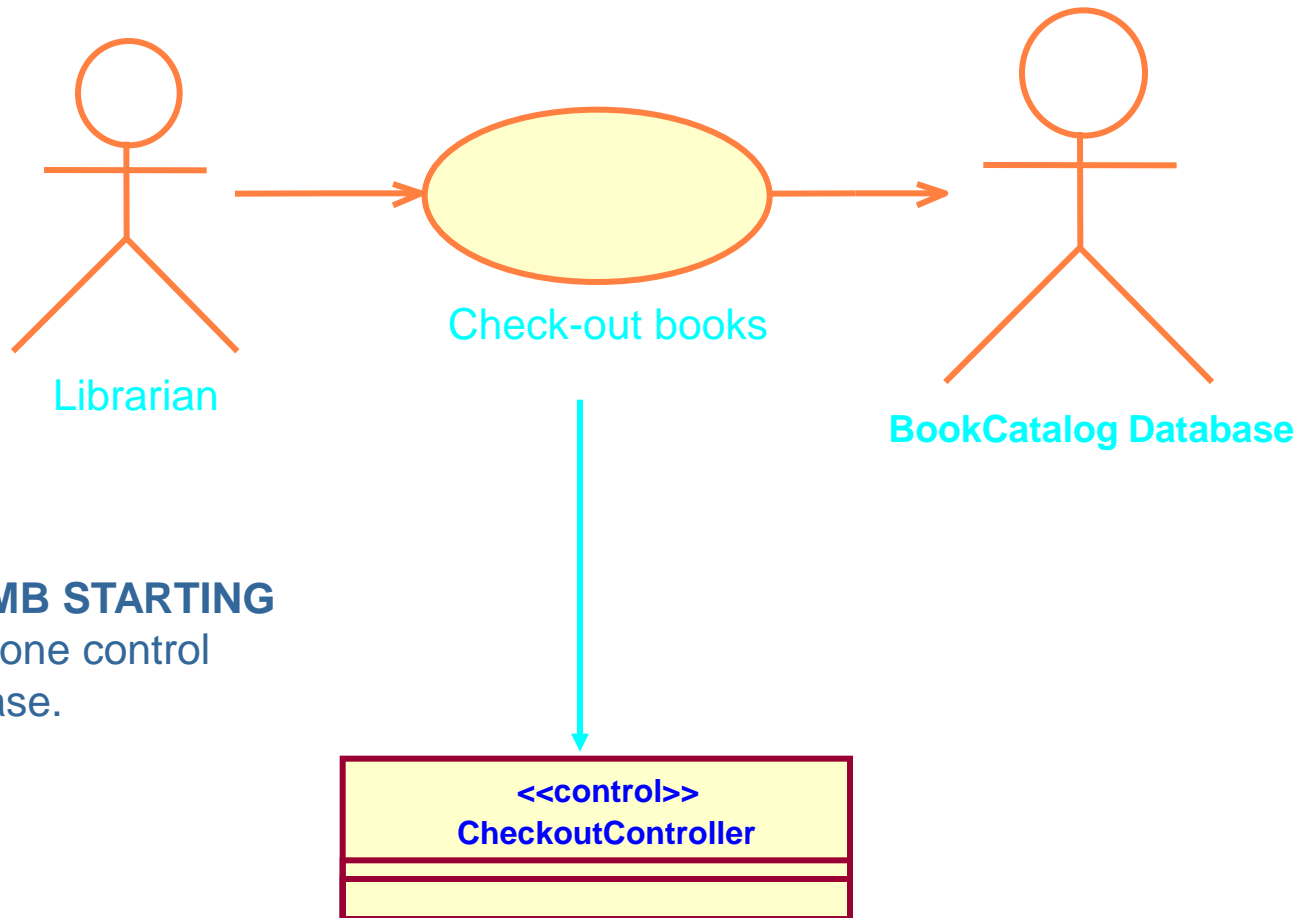 Check-out books
Librarian
BookCatalog Database
MB STARTING
one control
ase.
<<control>>
CheckoutController